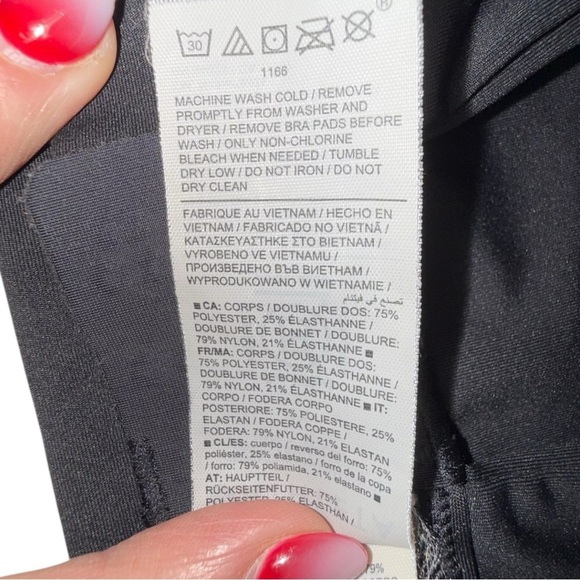 30
®
1166
MACHINE WASH COLD / REMOVE
PROMPTLY FROM WASHER AND
DRYER / REMOVE BRA PADS BEFORE
WASH / ONLY NON-CHLORINE
BLEACH WHEN NEEDED / TUMBLE
DRY LOW / DO NOT IRON / DO NOT
DRY CLEAN
FABRIQUE AU VIETNAM / HECHO EN
VIETNAM / FABRICADO NO VIETNÃ /
ΚΑΤΑΣΚΕΥΑΣΤΗΚΕ ΣΤΟ ΒΙΕΤΝΑΜ /
VYROBENO VE VIETNAMU /
ПРОИЗВЕДЕНО ВЪВ ВИЕТНАМ /
WYPRODUKOWANO W WIETNAMIE /
تصنع في فيتنام
■ CA: CORPS / DOUBLURE DOS: 75%
POLYESTER, 25% ÉLASTHANNE /
DOUBLURE DE BONNET / DOUBLURE:
79% NYLON, 21% ÉLASTHANNE ■
FR/MA: CORPS / DOUBLURE DOS:
75% POLYESTER, 25% ÉLASTHANNE /
DOUBLURE DE BONNET / DOUBLURE:
79% NYLON, 21% ÉLASTHANNE ■ IT:
CORPO / FODERA CORPO
POSTERIORE: 75% POLIESTERE, 25%
ELASTAN / FODERA COPPE /
FODERA: 79% NYLON, 21% ELASTAN
■ CL/ES: cuerpo / reverso del forro: 75%
poliéster, 25% elastano / forro de la copa
/ forro: 79% poliamida, 21% elastano ■
AT: HAUPTTEIL /
RÜCKSEITENFUTTER: 75%
POLYESTER, 25% ELASTHAN /
79%